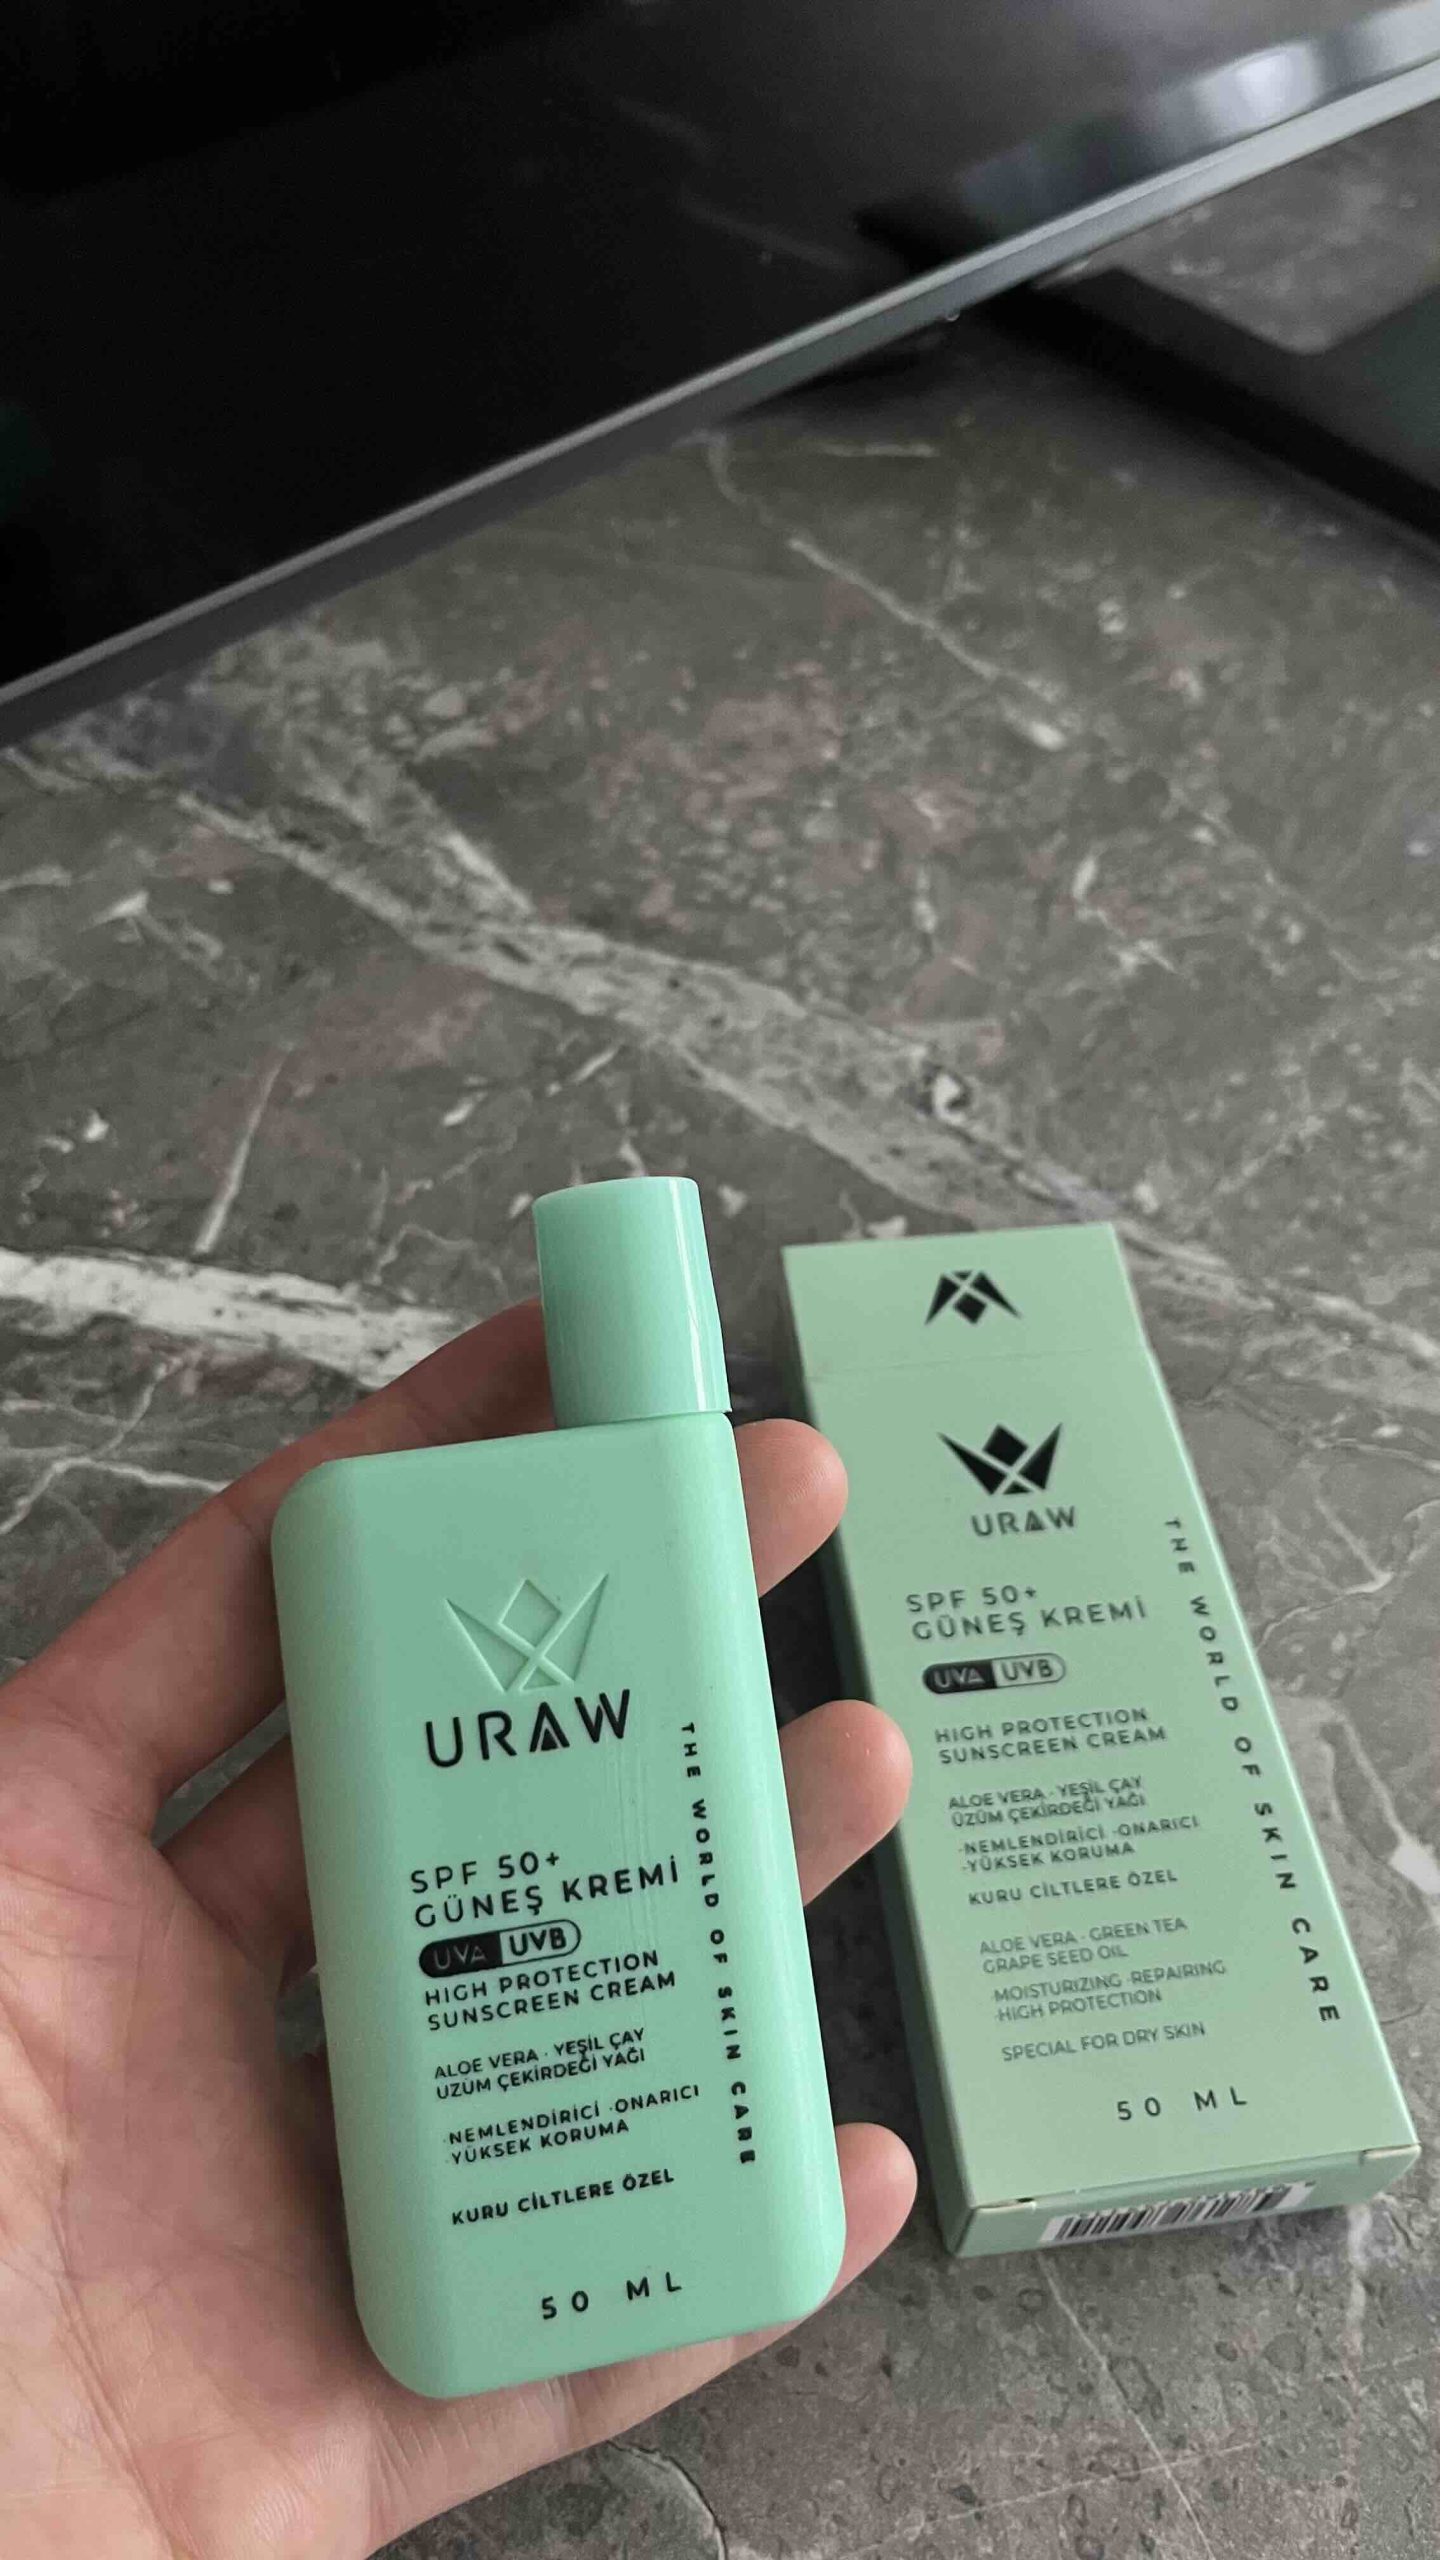 URAW
SPF 50+
GÜNEŞ KREMİ
UVA UVB
HIGH PROTECTION
SUNSCREEN CREAM
ALOE VERA · YEŞİL ÇAY
UZÜM ÇEKİRDEĞİ YAĞI
·NEMLENDİRİCİ ·ONARICI
·YÜKSEK KORUMA
KURU CİLTLERE ÖZEL
50 ML
THE WORLD OF SKIN CARE
URAW
SPF 50+
GÜNEŞ KREMİ
UVA UVB
HIGH PROTECTION
SUNSCREEN CREAM
ALOE VERA · YEŞİL ÇAY
ÜZÜM ÇEKİRDEĞİ YAĞI
·NEMLENDİRİCİ ·ONARICI
·YÜKSEK KORUMA
KURU CİLTLERE ÖZEL
ALOE VERA · GREEN TEA
GRAPE SEED OIL
·MOISTURIZING ·REPAIRING
·HIGH PROTECTION
SPECIAL FOR DRY SKIN
50 ML
THE WORLD OF SKIN CARE